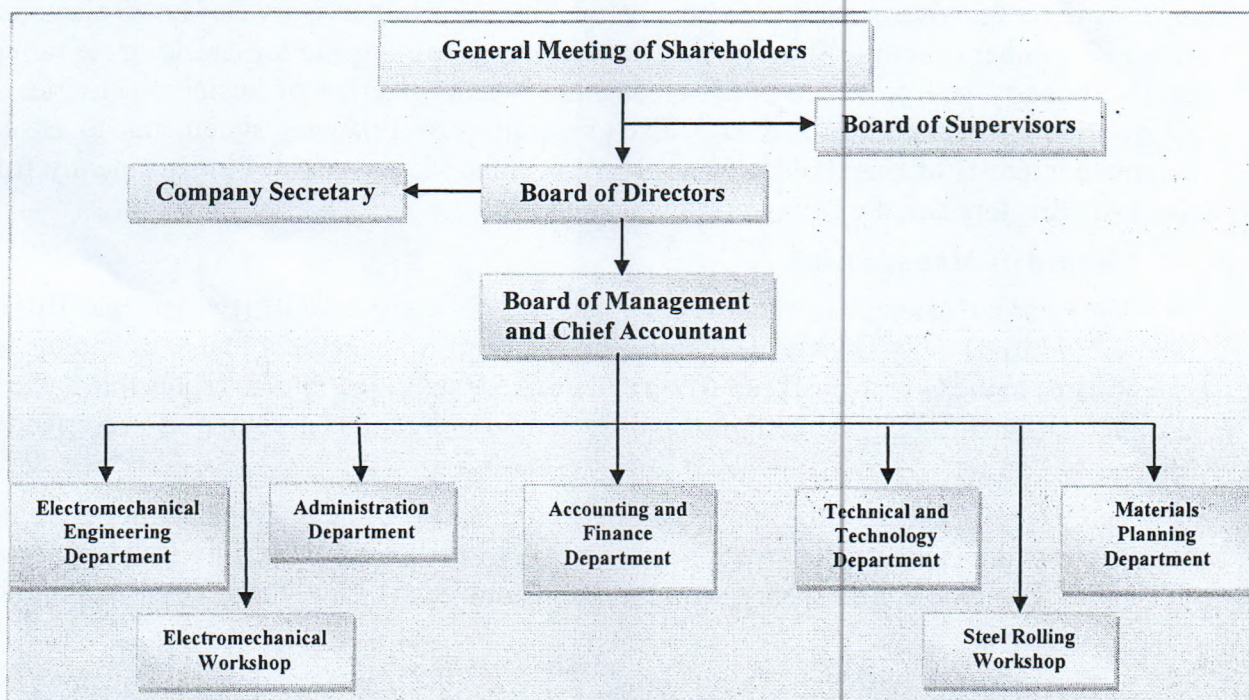 General Meeting of Shareholders
Board of Supervisors
Company Secretary
Board of Directors
Board of Management
and Chief Accountant
Electromechanical
Engineering
Department
Administration
Department
Accounting and
Finance
Department
Technical and
Technology
Department
Materials
Planning
Department
Electromechanical
Workshop
Steel Rolling
Workshop